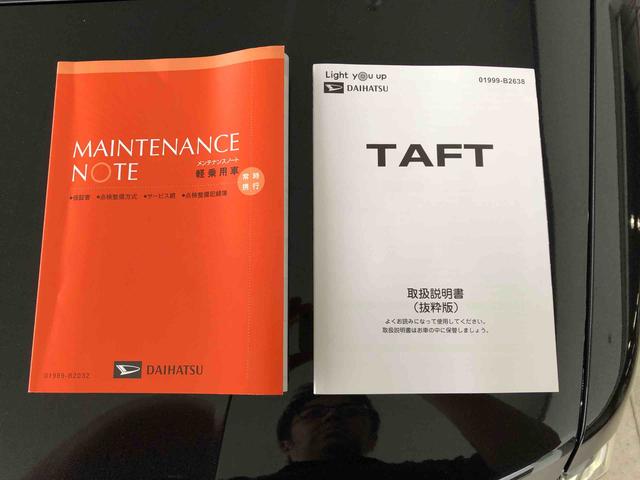 MAINTENANCE
NOTE
メンテナンスノート
軽乗用車
常時
携行
●保証書 ●点検整備方式 ●サービス網 ●点検整備記録簿
DAIHATSU
01989-B2032
Light you up
DAIHATSU
01999-B2638
TAFT
取扱説明書
(抜粋版)
よくお読みになって使用してください。
取扱説明書はお車の中に保管しましょう。